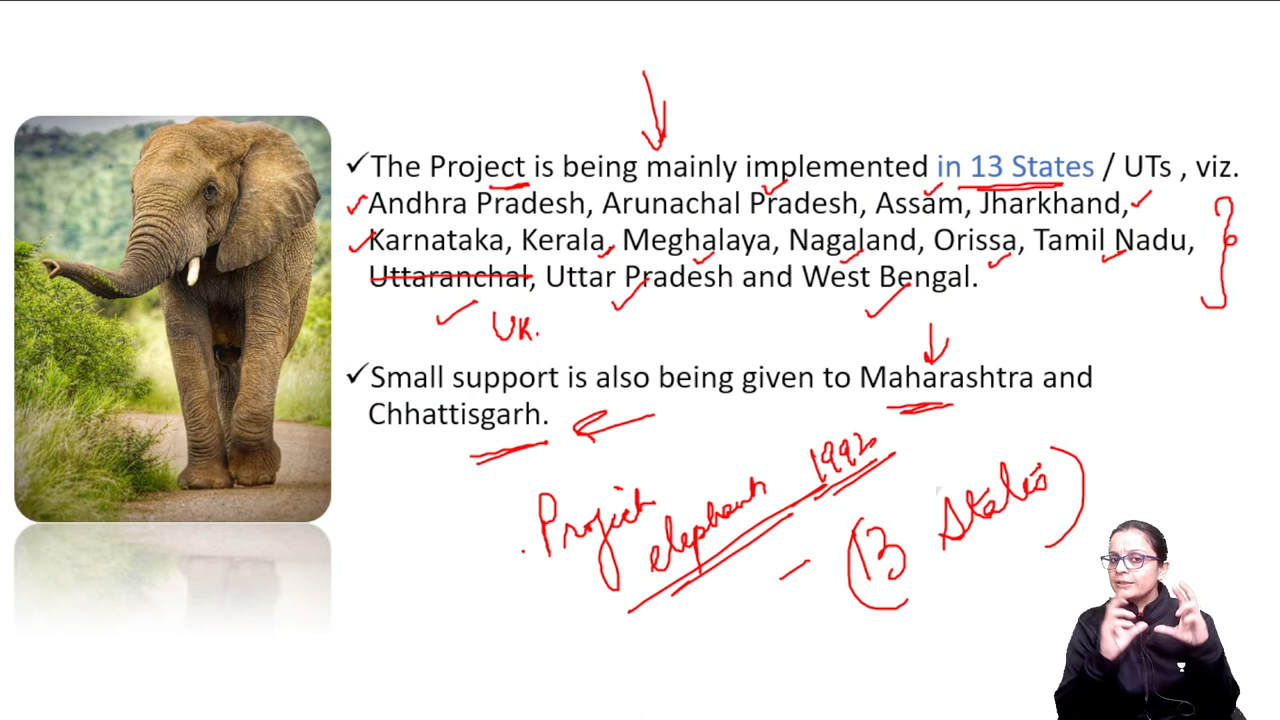 ✓The Project is being mainly implemented in 13 States / UTs , viz.
Andhra Pradesh, Arunachal Pradesh, Assam, Jharkhand,
Karnataka, Kerala, Meghalaya, Nagaland, Orissa, Tamil Nadu,
Uttaranchal, Uttar Pradesh and West Bengal.
UK.
✓Small support is also being given to Maharashtra and
Chhattisgarh.
Project
elephant 1992
- (13 States)